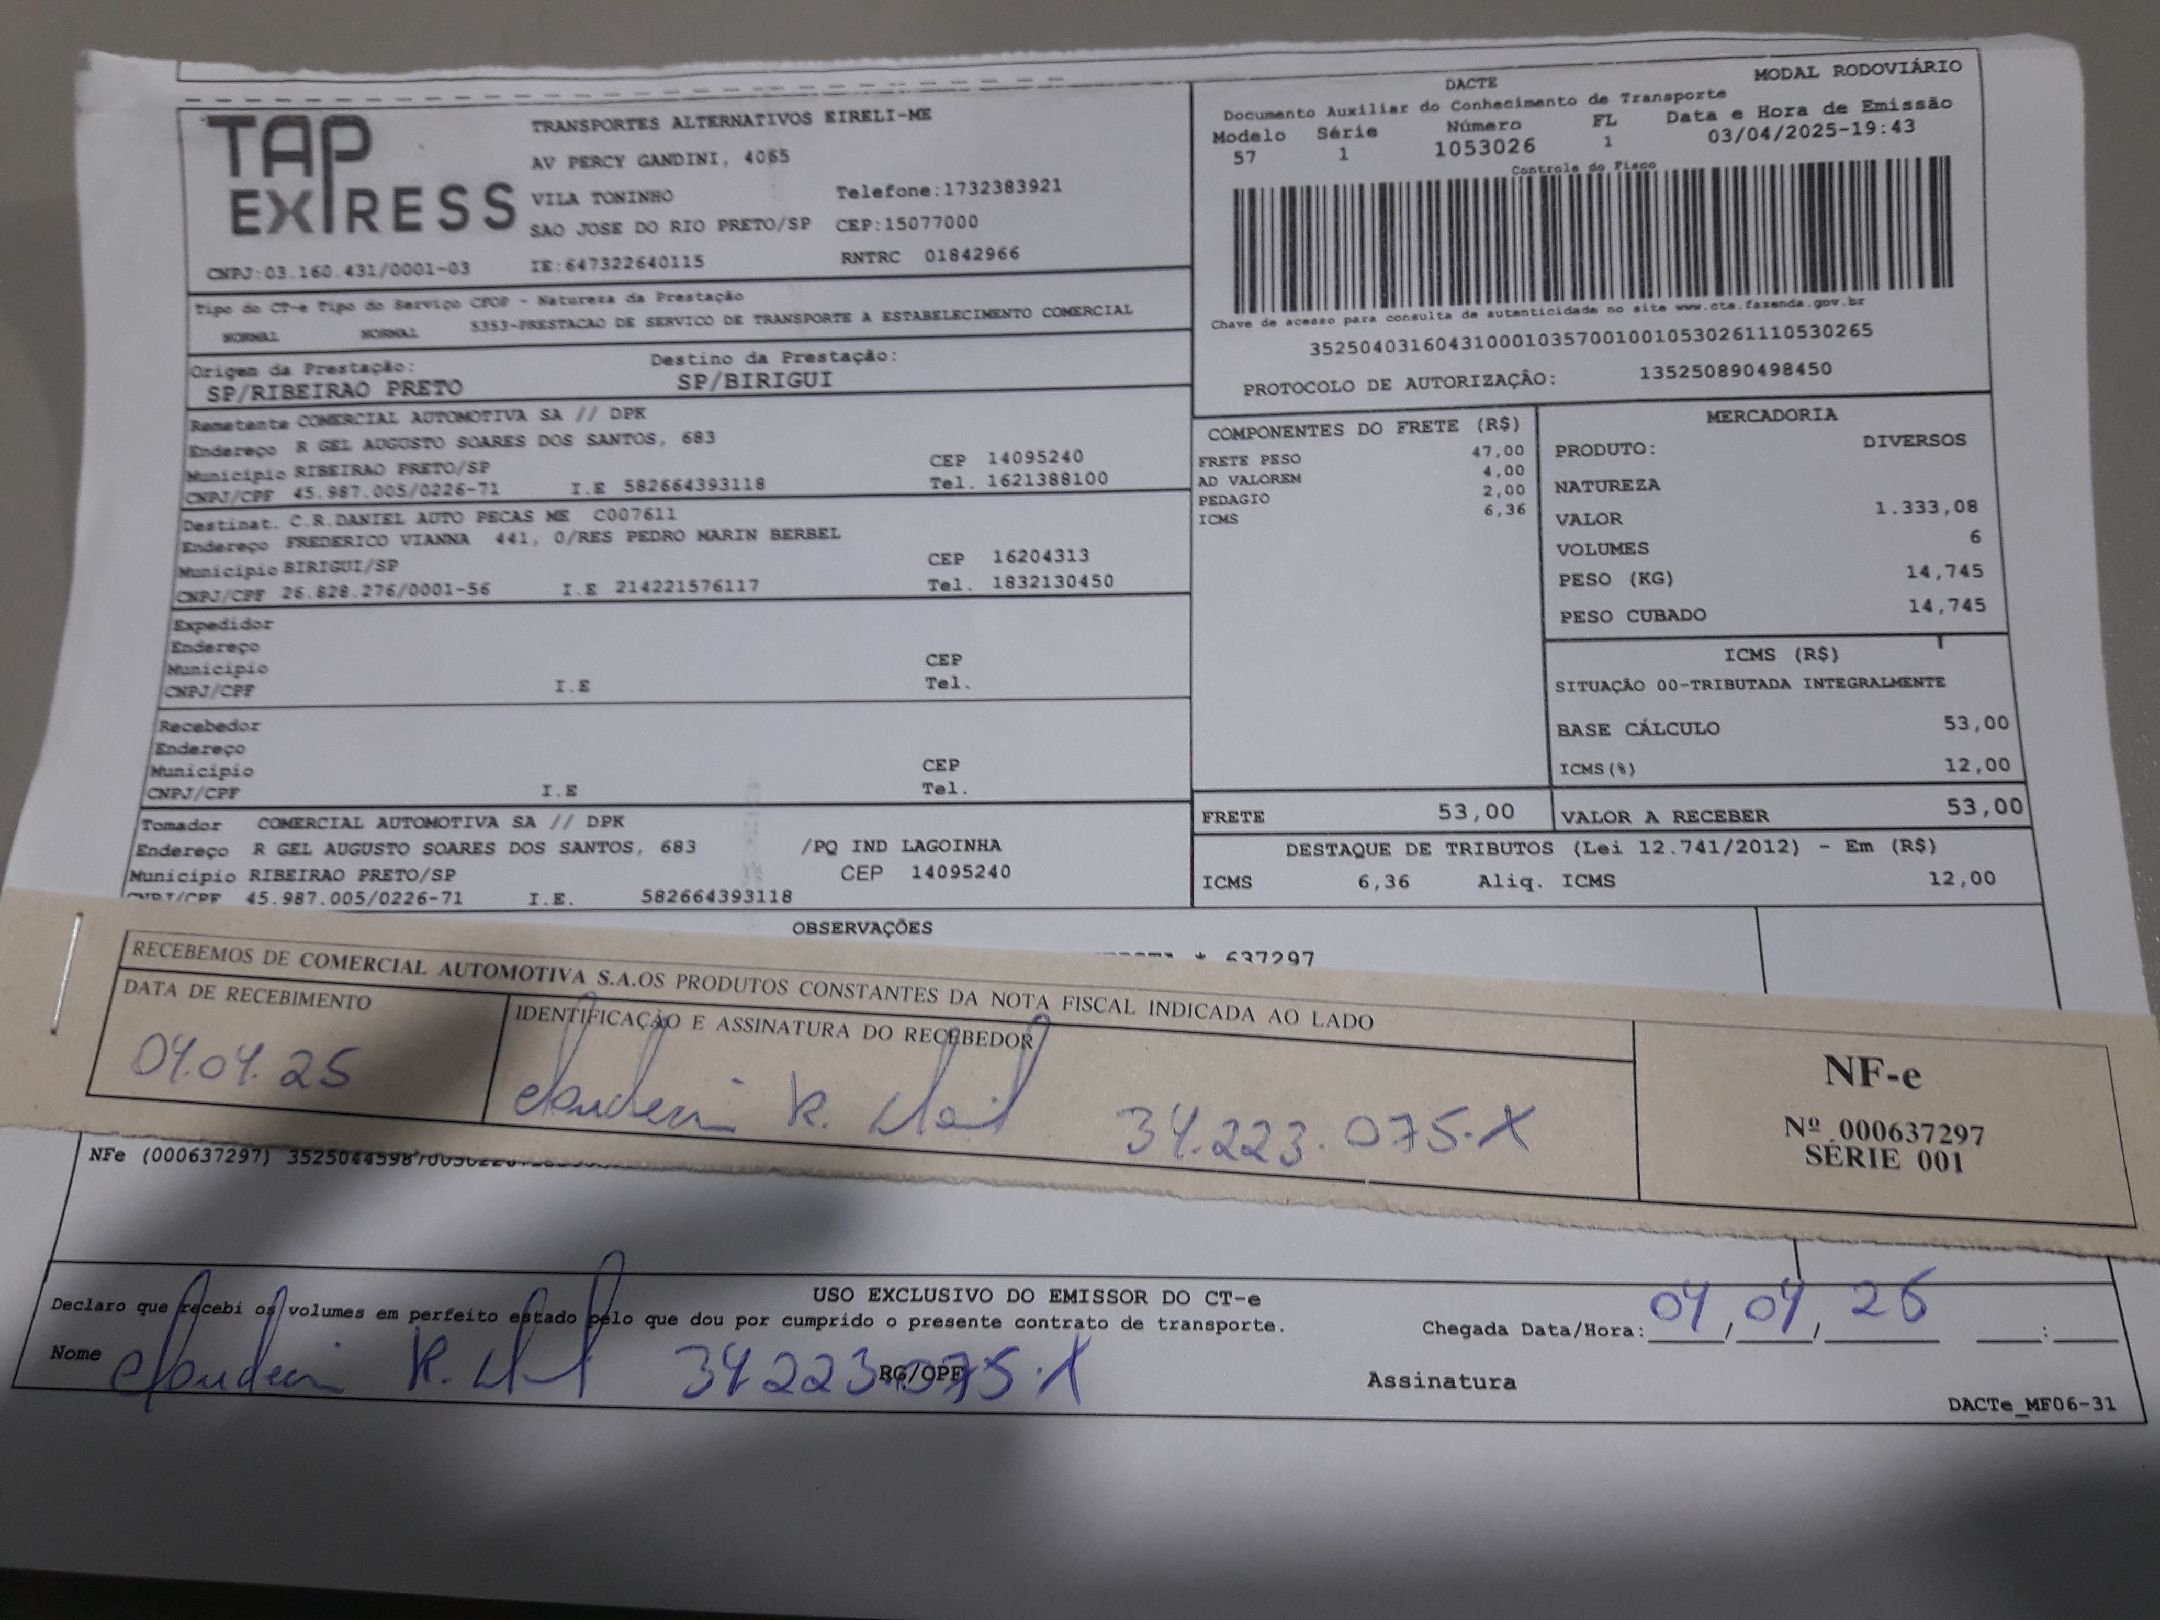 TAP EXPRESS
TRANSPORTES ALTERNATIVOS EIRELI-ME
AV PERCY GANDINI, 4065
VILA TONINHO Telefone:1732383921
SAO JOSE DO RIO PRETO/SP CEP:15077000
CNPJ:03.160.431/0001-03 IE:647322640115 RNTRC 01842966
DACTE MODAL RODOVIÁRIO
Documento Auxiliar do Conhecimento de Transporte
Modelo Série Número FL Data e Hora de Emissão
57 1 1053026 1 03/04/2025-19:43
Controle do Fisco
Chave de acesso para consulta de autenticidade no site www.cte.fazenda.gov.br
35250403160431000103570010010530261110530265
PROTOCOLO DE AUTORIZAÇÃO: 135250890498450
Tipo do CT-e Tipo do Serviço CFOP - Natureza da Prestação
NORMAL NORMAL 5353-PRESTACAO DE SERVICO DE TRANSPORTE A ESTABELECIMENTO COMERCIAL
Origem da Prestação: Destino da Prestação:
SP/RIBEIRAO PRETO SP/BIRIGUI
Remetente COMERCIAL AUTOMOTIVA SA // DPK
Endereço R GEL AUGUSTO SOARES DOS SANTOS, 683
Município RIBEIRAO PRETO/SP CEP 14095240
CNPJ/CPF 45.987.005/0226-71 I.E 582664393118 Tel. 1621388100
Destinat. C.R.DANIEL AUTO PECAS ME C007611
Endereço FREDERICO VIANNA 441, 0/RES PEDRO MARIN BERBEL
Município BIRIGUI/SP CEP 16204313
CNPJ/CPF 26.828.276/0001-56 I.E 214221576117 Tel. 1832130450
Expedidor
Endereço
Município CEP
CNPJ/CPF I.E Tel.
Recebedor
Endereço
Município CEP
CNPJ/CPF I.E Tel.
Tomador COMERCIAL AUTOMOTIVA SA // DPK
Endereço R GEL AUGUSTO SOARES DOS SANTOS, 683 /PQ IND LAGOINHA
Município RIBEIRAO PRETO/SP CEP 14095240
CNPJ/CPF 45.987.005/0226-71 I.E. 582664393118
COMPONENTES DO FRETE (R$)
FRETE PESO 47,00
AD VALOREM 4,00
PEDAGIO 2,00
ICMS 6,36
MERCADORIA
PRODUTO: DIVERSOS
NATUREZA
VALOR 1.333,08
VOLUMES 6
PESO (KG) 14,745
PESO CUBADO 14,745
ICMS (R$)
SITUAÇÃO 00-TRIBUTADA INTEGRALMENTE
BASE CÁLCULO 53,00
ICMS(%) 12,00
FRETE 53,00 VALOR A RECEBER 53,00
DESTAQUE DE TRIBUTOS (Lei 12.741/2012) - Em (R$)
ICMS 6,36 Aliq. ICMS 12,00
OBSERVAÇÕES
* 637297
RECEBEMOS DE COMERCIAL AUTOMOTIVA S.A.OS PRODUTOS CONSTANTES DA NOTA FISCAL INDICADA AO LADO
DATA DE RECEBIMENTO IDENTIFICAÇÃO E ASSINATURA DO RECEBEDOR
04.04.25 34.223.075-X
NF-e
Nº 000637297
SÉRIE 001
NFe (000637297)
USO EXCLUSIVO DO EMISSOR DO CT-e
Declaro que recebi os volumes em perfeito estado pelo que dou por cumprido o presente contrato de transporte.
Chegada Data/Hora: 04/04/25 :
Nome 34.223.075-X RG/CPF Assinatura
DACTe_MF06-31